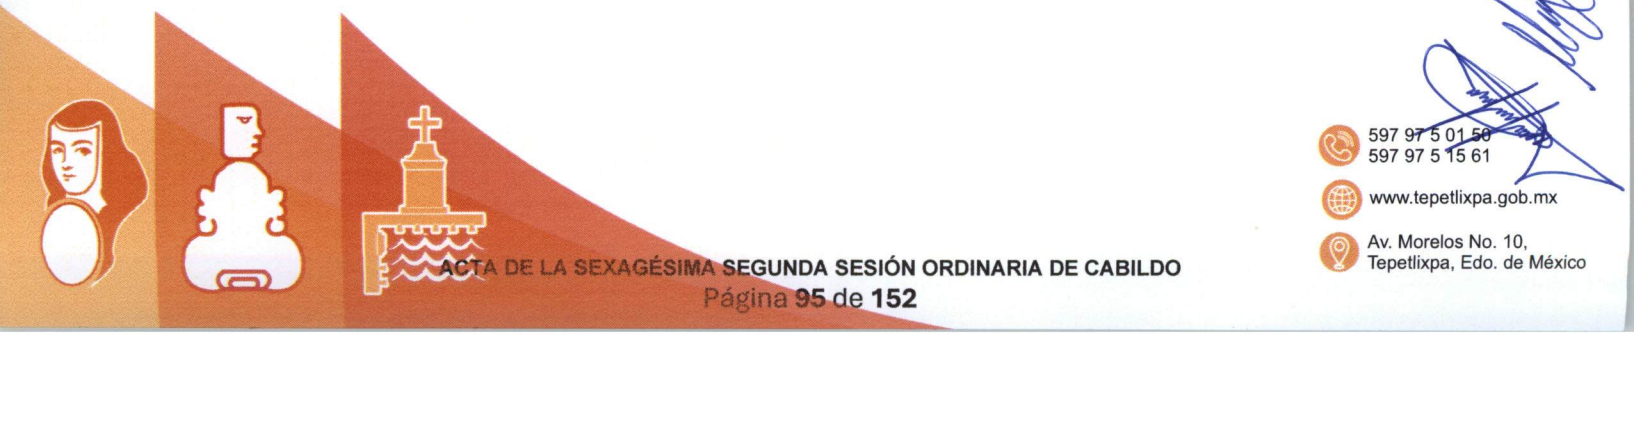 597 97 5 01 50
597 97 5 15 61
www.tepetlixpa.gob.mx
Av. Morelos No. 10,
Tepetlixpa, Edo. de México
ACTA DE LA SEXAGÉSIMA SEGUNDA SESIÓN ORDINARIA DE CABILDO
Página 95 de 152